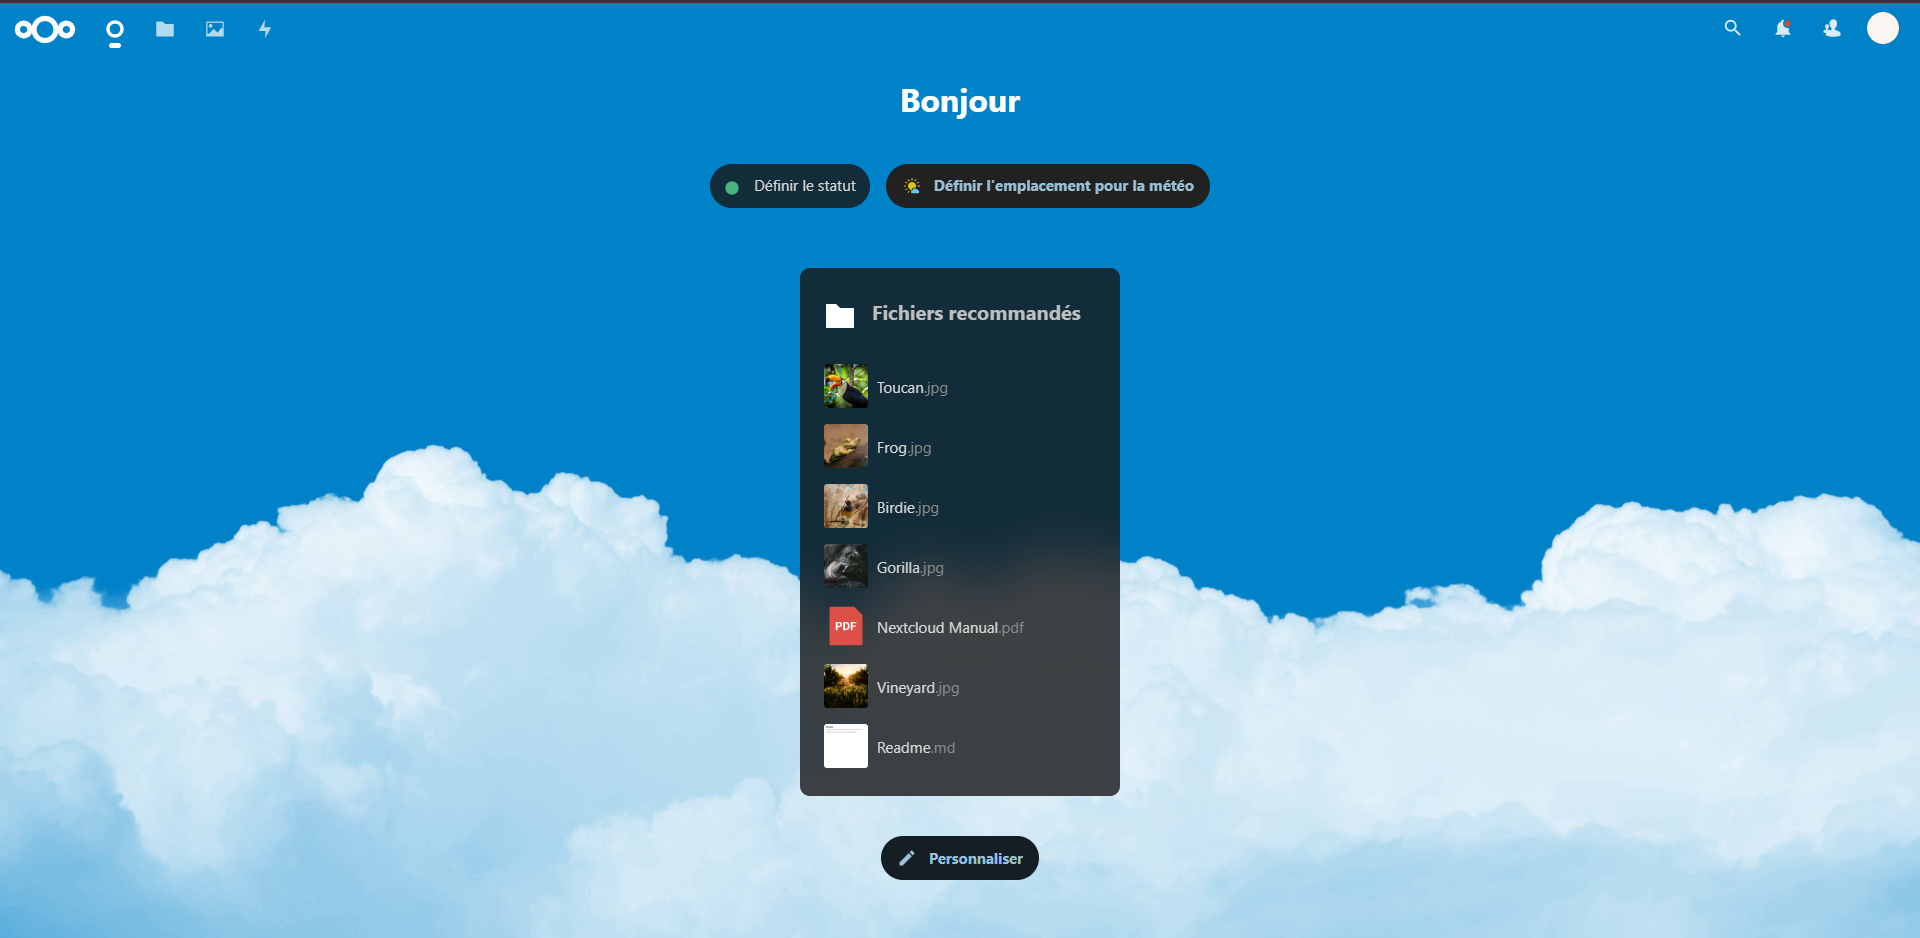 Bonjour
Définir le statut
Définir l'emplacement pour la météo
Fichiers recommandés
Toucan.jpg
Frog.jpg
Birdie.jpg
Gorilla.jpg
PDF
Nextcloud Manual.pdf
Vineyard.jpg
Readme.md
Personnaliser